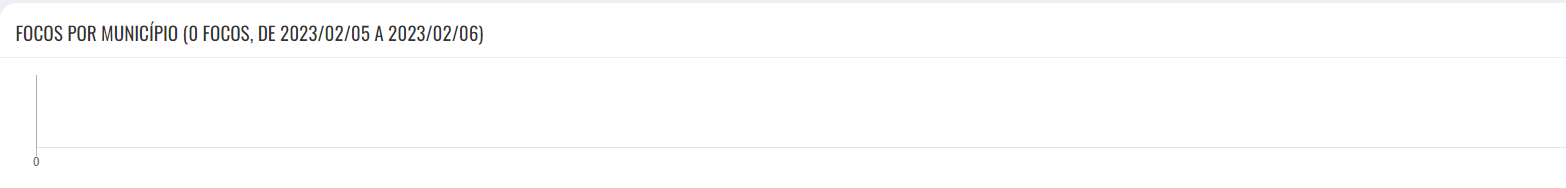 FOCOS POR MUNICÍPIO (0 FOCOS, DE 2023/02/05 A 2023/02/06)
0